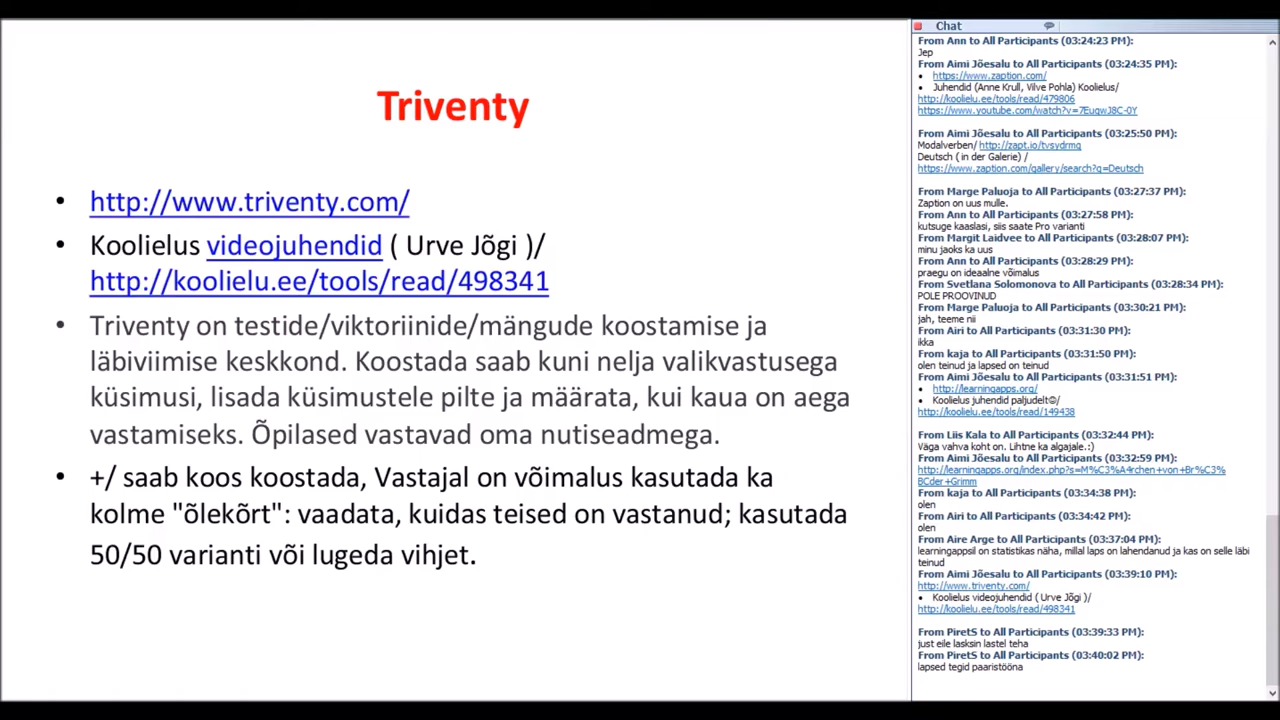 Triventy
• http://www.triventy.com/
• Koolielus videojuhendid ( Urve Jõgi )/
http://koolielu.ee/tools/read/498341
• Triventy on testide/viktoriinide/mängude koostamise ja
läbiviimise keskkond. Koostada saab kuni nelja valikvastusega
küsimusi, lisada küsimustele pilte ja määrata, kui kaua on aega
vastamiseks. Õpilased vastavad oma nutiseadmega.
• +/ saab koos koostada, Vastajal on võimalus kasutada ka
kolme "õlekõrt": vaadata, kuidas teised on vastanud; kasutada
50/50 varianti või lugeda vihjet.
Chat
From Ann to All Participants (03:24:23 PM):
Jep
From Aimi Jõesalu to All Participants (03:24:35 PM):
• https://www.zaption.com/
• Juhendid (Anne Krull, Vilve Pohla) Koolielus/
http://koolielu.ee/tools/read/479806
https://www.youtube.com/watch?v=7EugwJ8C-0Y
From Aimi Jõesalu to All Participants (03:25:50 PM):
Modalverben/ http://zapt.io/tvsydrmq
Deutsch ( in der Galerie) /
https://www.zaption.com/gallery/search?q=Deutsch
From Marge Paluoja to All Participants (03:27:37 PM):
Zaption on uus mulle.
From Ann to All Participants (03:27:58 PM):
kutsuge kaaslasi, siis saate Pro varianti
From Margit Laidvee to All Participants (03:28:07 PM):
minu jaoks ka uus
From Ann to All Participants (03:28:29 PM):
praegu on ideaalne võimalus
From Svetlana Solomonova to All Participants (03:28:34 PM):
POLE PROOVINUD
From Marge Paluoja to All Participants (03:30:21 PM):
jah, teeme nii
From Airi to All Participants (03:31:30 PM):
ikka
From kaja to All Participants (03:31:50 PM):
olen teinud ja lapsed on teinud
From Aimi Jõesalu to All Participants (03:31:51 PM):
• http://learningapps.org/
• Koolielus juhendid paljudelt☺/
http://koolielu.ee/tools/read/149438
From Liis Kala to All Participants (03:32:44 PM):
Väga vahva koht on. Lihtne ka algajale.:)
From Aimi Jõesalu to All Participants (03:32:59 PM):
http://learningapps.org/index.php?s=M%C3%A4rchen+von+Br%C3%
BCder+Grimm
From kaja to All Participants (03:34:38 PM):
olen
From Airi to All Participants (03:34:42 PM):
olen
From Aire Arge to All Participants (03:37:04 PM):
learningappsil on statistikas näha, millal laps on lahendanud ja kas on selle läbi
teinud
From Aimi Jõesalu to All Participants (03:39:10 PM):
http://www.triventy.com/
• Koolielus videojuhendid ( Urve Jõgi )/
http://koolielu.ee/tools/read/498341
From PiretS to All Participants (03:39:33 PM):
just eile lasksin lastel teha
From PiretS to All Participants (03:40:02 PM):
lapsed tegid paaristööna